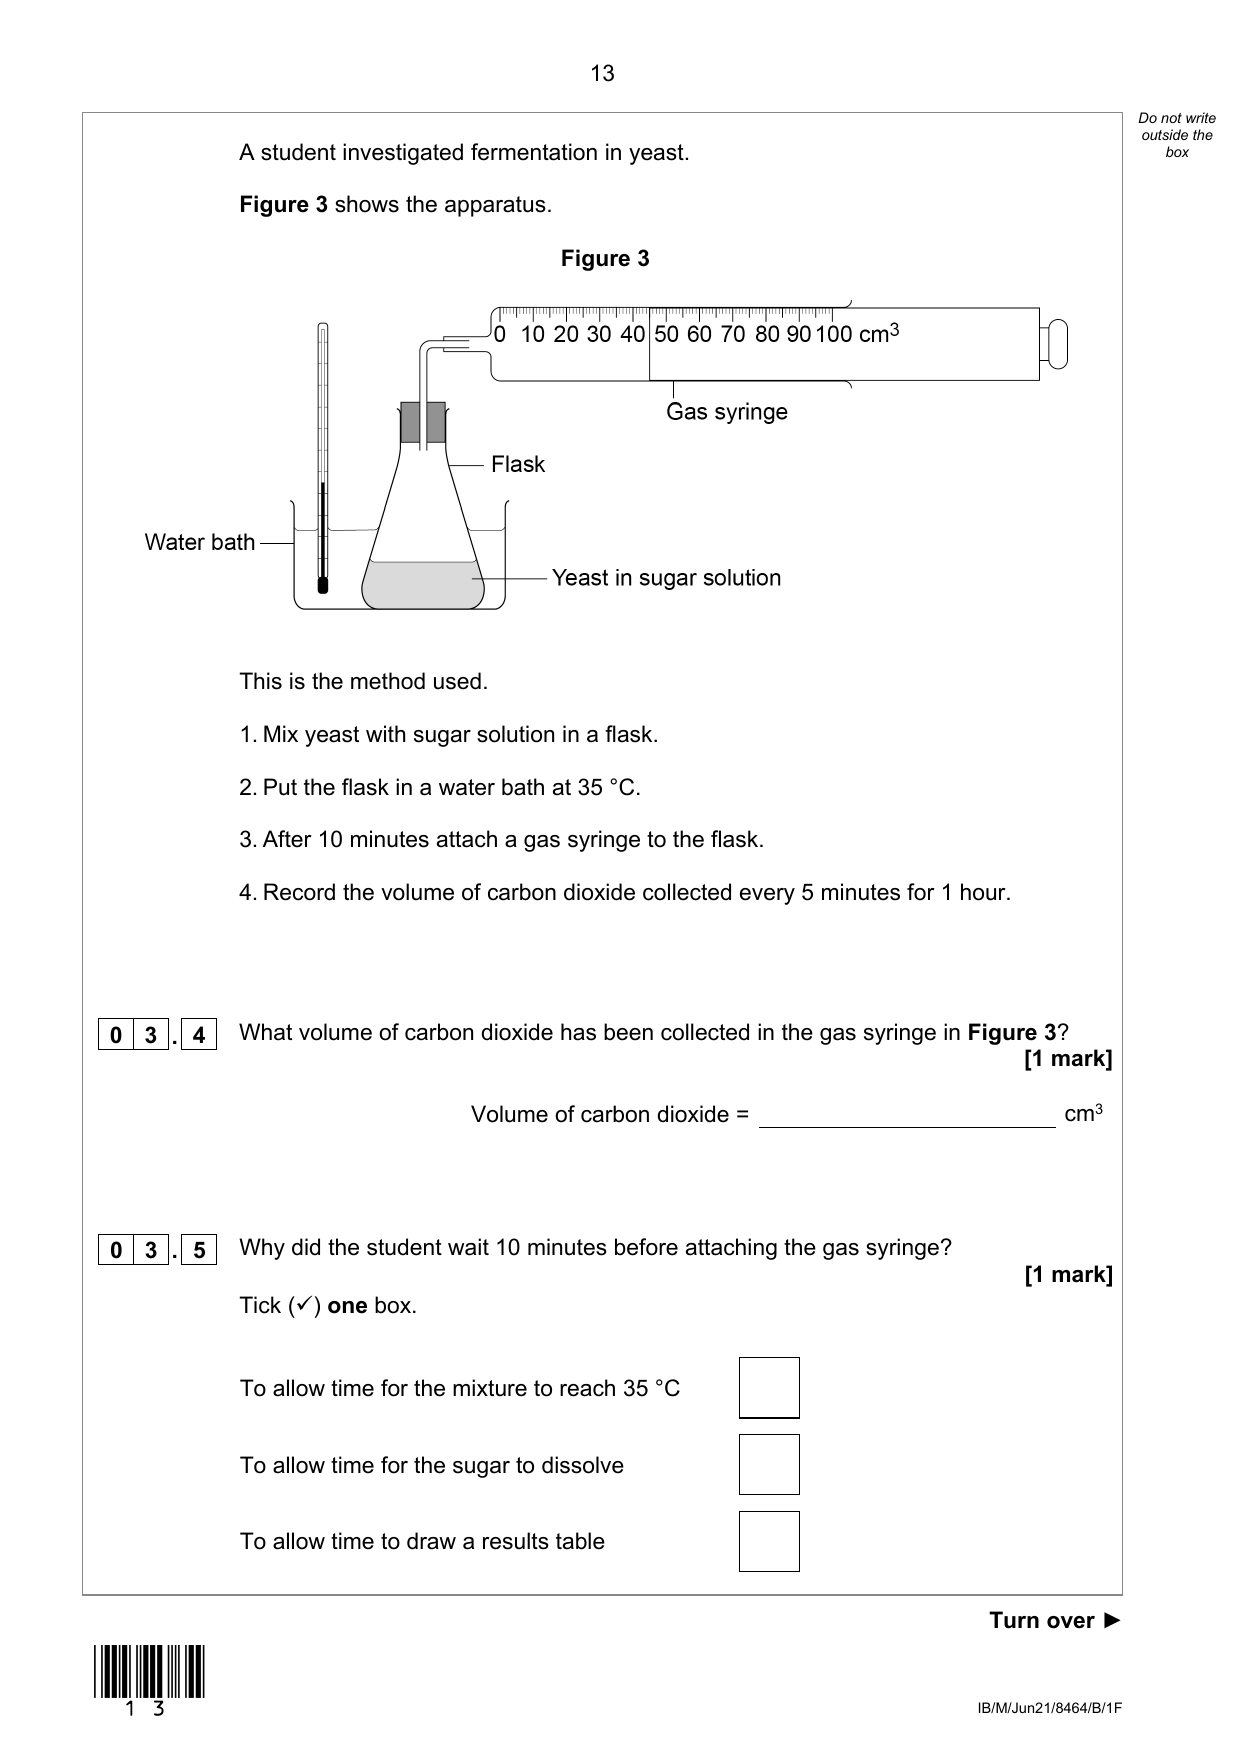 13
Do not write
outside the
box
A student investigated fermentation in yeast.
Figure 3 shows the apparatus.
Figure 3
0 10 20 30 40 50 60 70 80 90 100 cm³
Gas syringe
Flask
Water bath
Yeast in sugar solution
This is the method used.
1. Mix yeast with sugar solution in a flask.
2. Put the flask in a water bath at 35 °C.
3. After 10 minutes attach a gas syringe to the flask.
4. Record the volume of carbon dioxide collected every 5 minutes for 1 hour.
0 3 . 4 What volume of carbon dioxide has been collected in the gas syringe in Figure 3?
[1 mark]
Volume of carbon dioxide = ____________ cm³
0 3 . 5 Why did the student wait 10 minutes before attaching the gas syringe?
[1 mark]
Tick (✓) one box.
To allow time for the mixture to reach 35 °C
To allow time for the sugar to dissolve
To allow time to draw a results table
Turn over ►
1 3
IB/M/Jun21/8464/B/1F